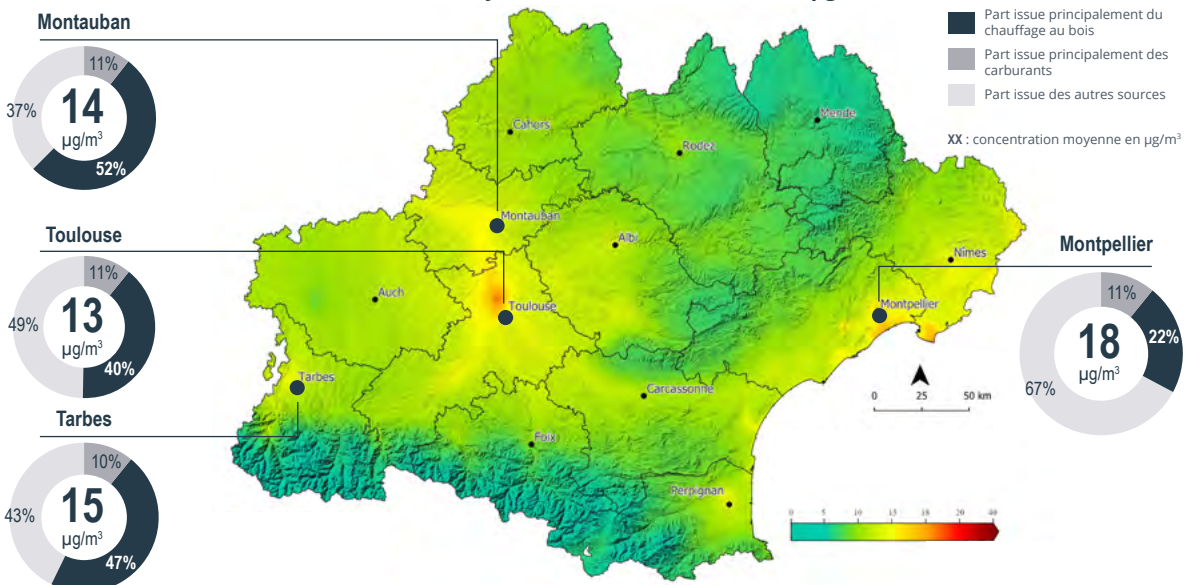 Montauban
11%
37%
14
µg/m³
52%
Toulouse
11%
49%
13
µg/m³
40%
Tarbes
10%
43%
15
µg/m³
47%
Part issue principalement du
chauffage au bois
Part issue principalement des
carburants
Part issue des autres sources
XX : concentration moyenne en µg/m³
Cahors
Rodez
Mende
Montauban
Albi
Nîmes
Auch
Toulouse
Montpellier
Tarbes
Carcassonne
Foix
Perpignan
Montpellier
11%
22%
18
µg/m³
67%
0 25 50 km
0 5 10 15 20